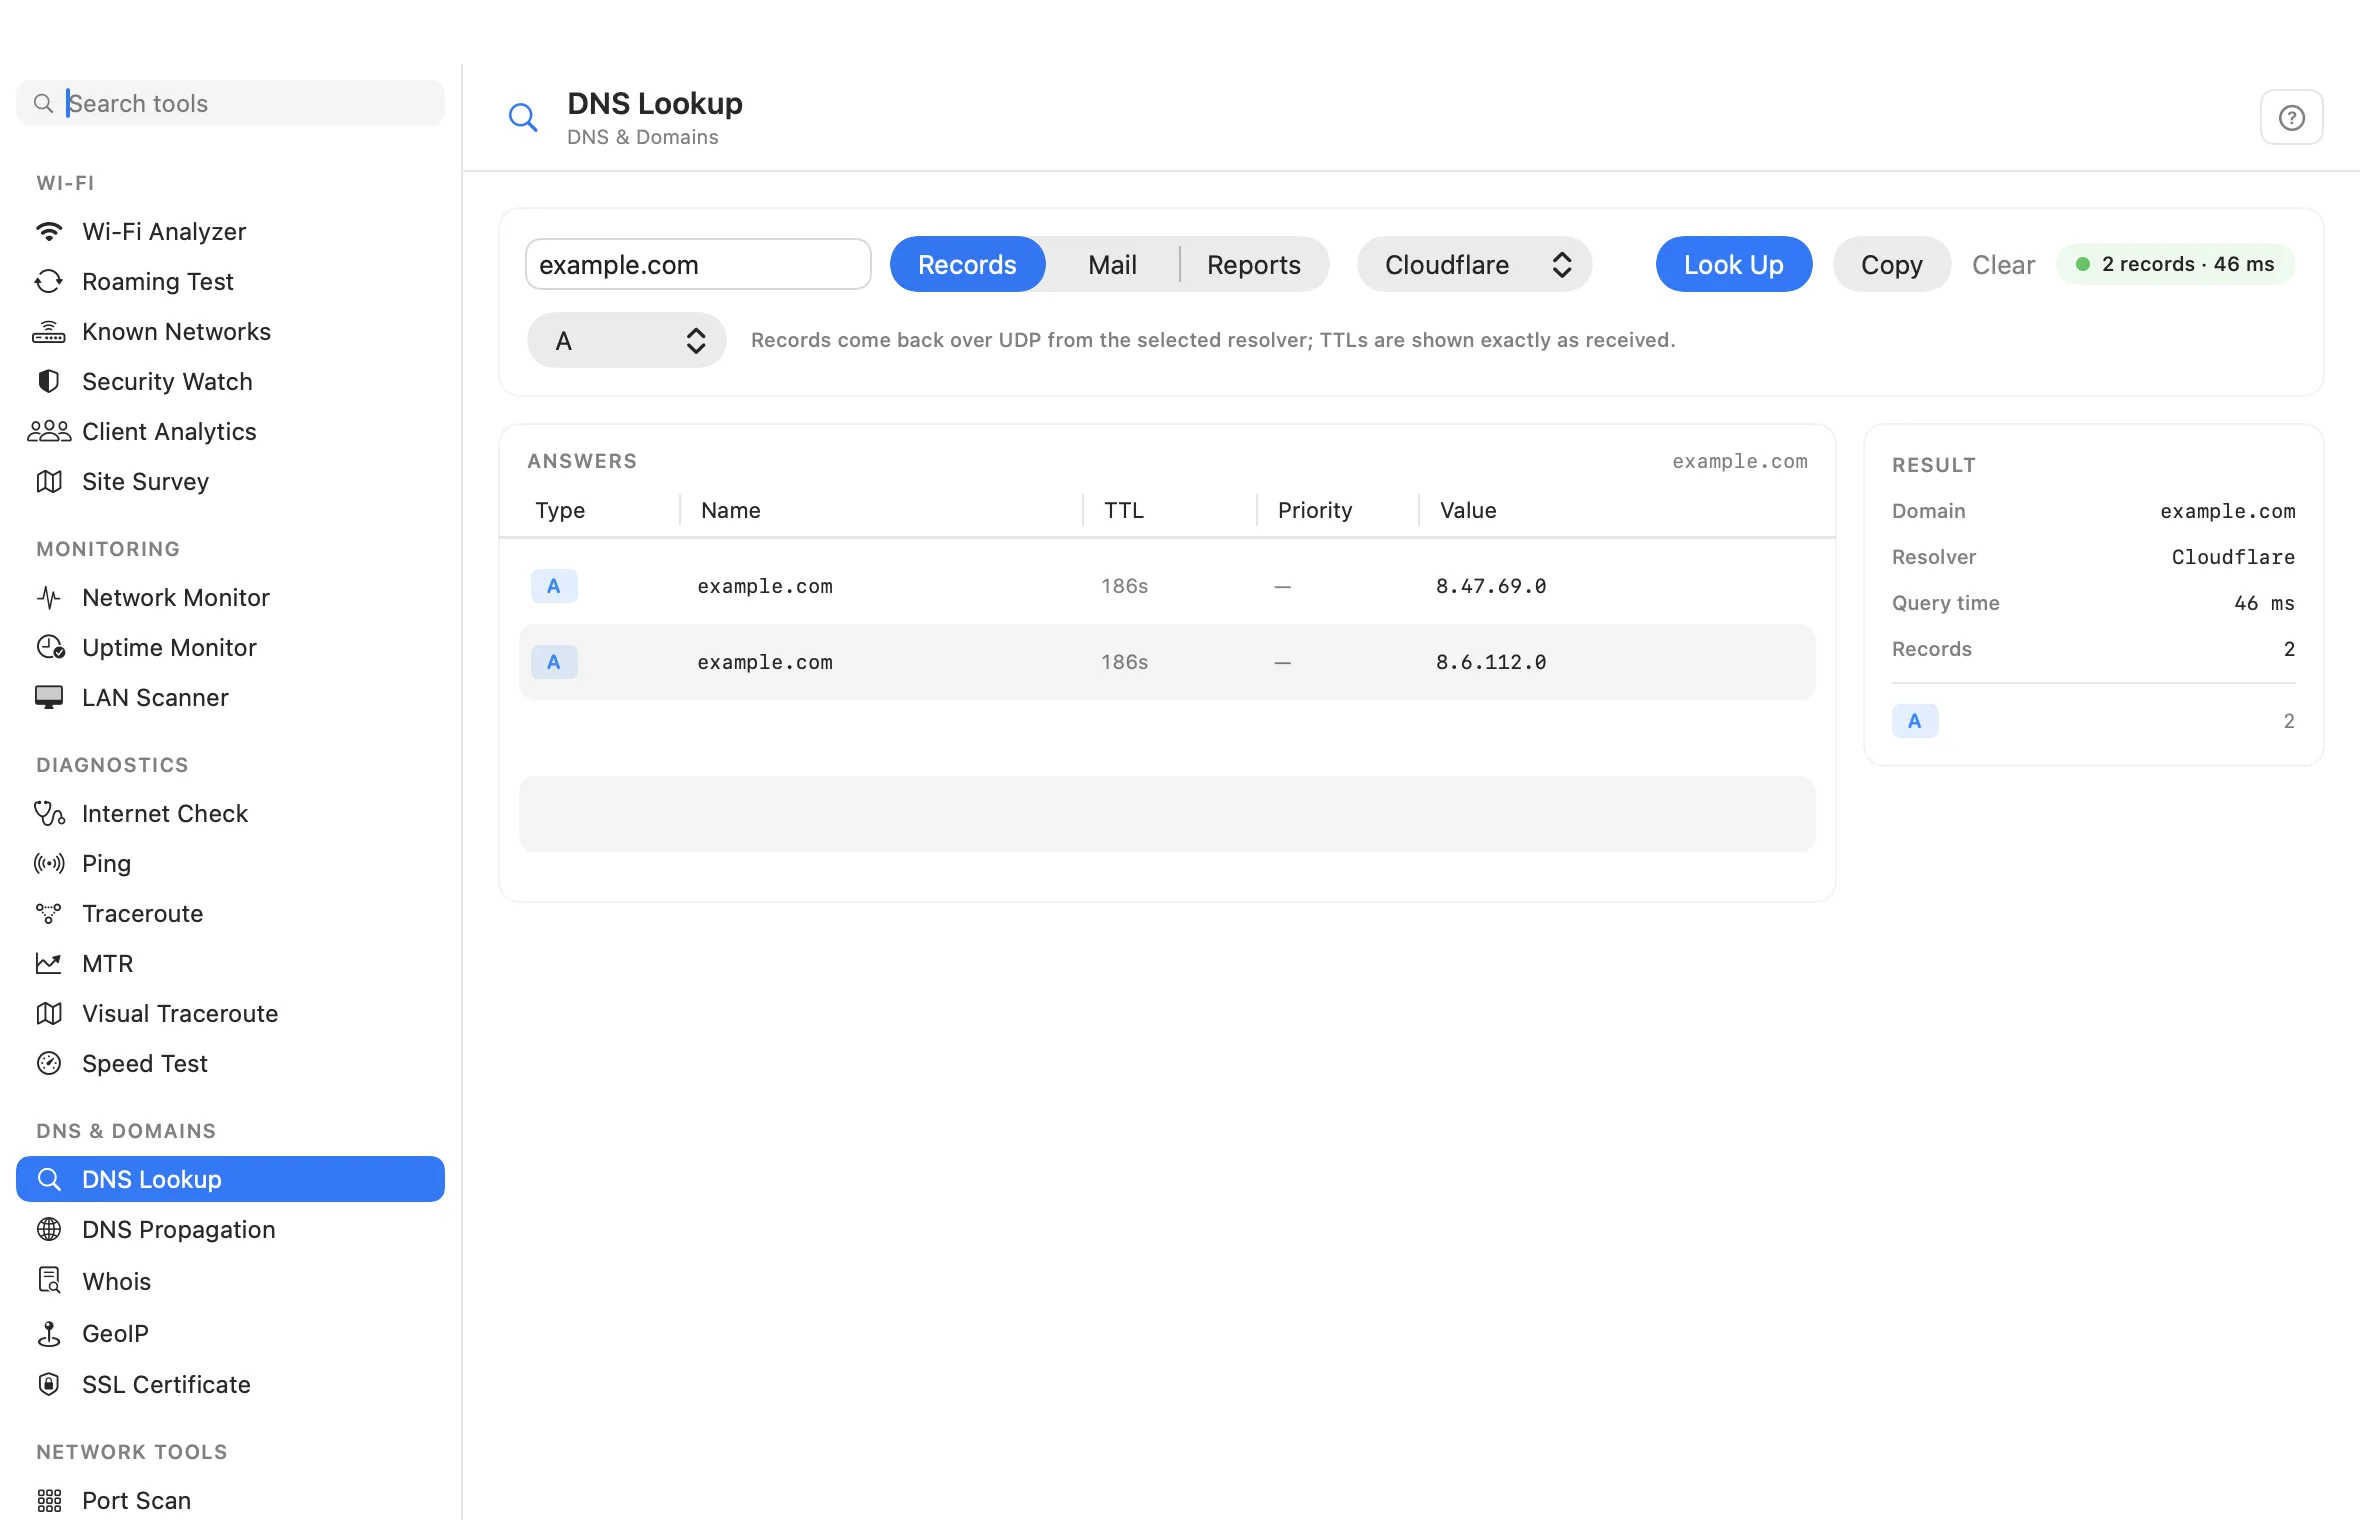 Search tools
WI-FI
Wi-Fi Analyzer
Roaming Test
Known Networks
Security Watch
Client Analytics
Site Survey
MONITORING
Network Monitor
Uptime Monitor
LAN Scanner
DIAGNOSTICS
Internet Check
Ping
Traceroute
MTR
Visual Traceroute
Speed Test
DNS & DOMAINS
DNS Lookup
DNS Propagation
Whois
GeoIP
SSL Certificate
NETWORK TOOLS
Port Scan
DNS Lookup
DNS & Domains
?
example.com Records Mail Reports Cloudflare Look Up Copy Clear 2 records · 46 ms
A Records come back over UDP from the selected resolver; TTLs are shown exactly as received.
ANSWERS example.com
Type Name TTL Priority Value
A example.com 186s — 8.47.69.0
A example.com 186s — 8.6.112.0
RESULT
Domain example.com
Resolver Cloudflare
Query time 46 ms
Records 2
A 2